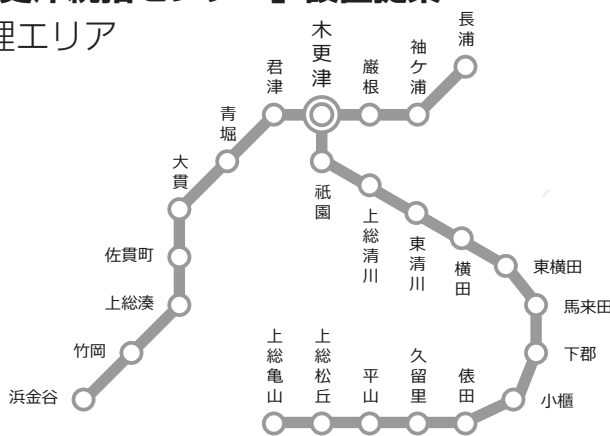 理エリア
木更津
長浦
君津
巌根
袖ケ浦
青堀
大貫
祇園
上総清川
東清川
横田
佐貫町
東横田
上総湊
馬来田
竹岡
下郡
上総亀山
上総松丘
平山
久留里
俵田
浜金谷
小櫃